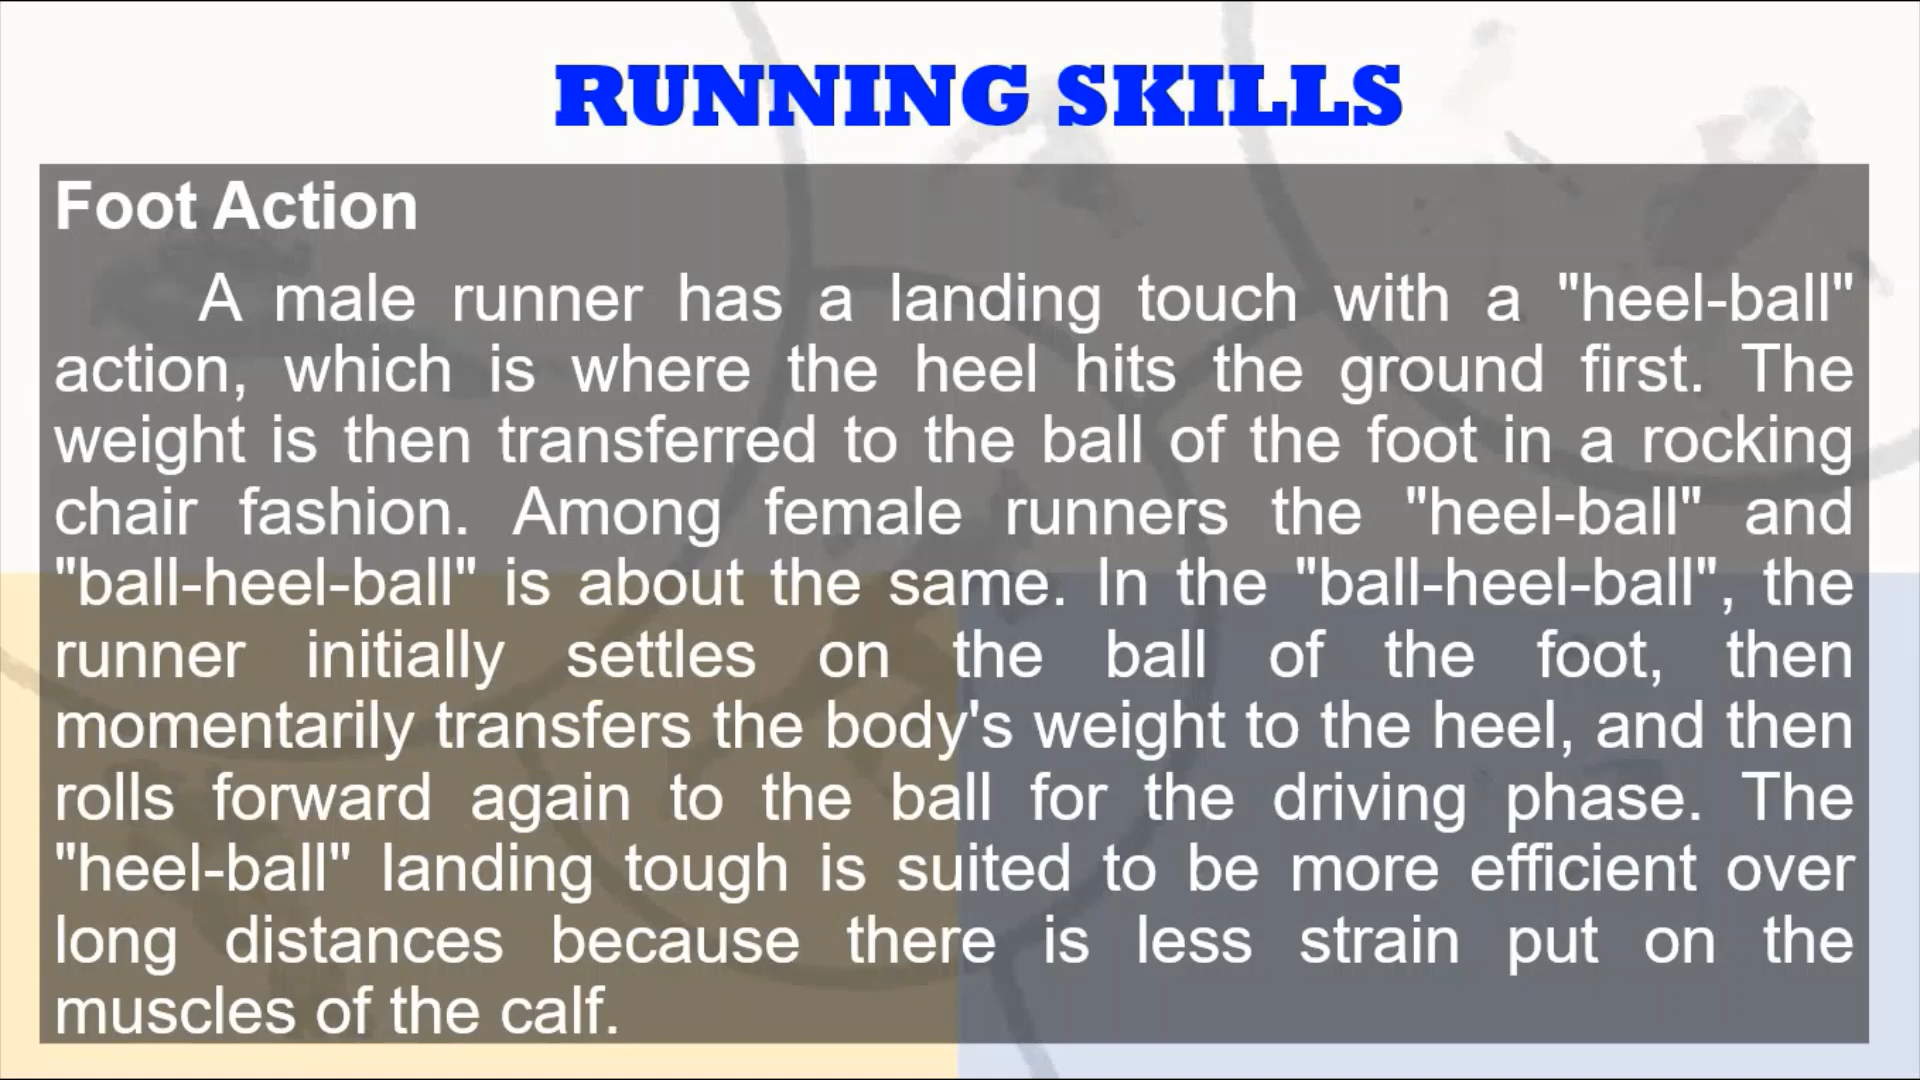 RUNNING SKILLS
Foot Action
A male runner has a landing touch with a "heel-ball"
action, which is where the heel hits the ground first. The
weight is then transferred to the ball of the foot in a rocking
chair fashion. Among female runners the "heel-ball" and
"ball-heel-ball" is about the same. In the "ball-heel-ball", the
runner initially settles on the ball of the foot, then
momentarily transfers the body's weight to the heel, and then
rolls forward again to the ball for the driving phase. The
"heel-ball" landing tough is suited to be more efficient over
long distances because there is less strain put on the
muscles of the calf.